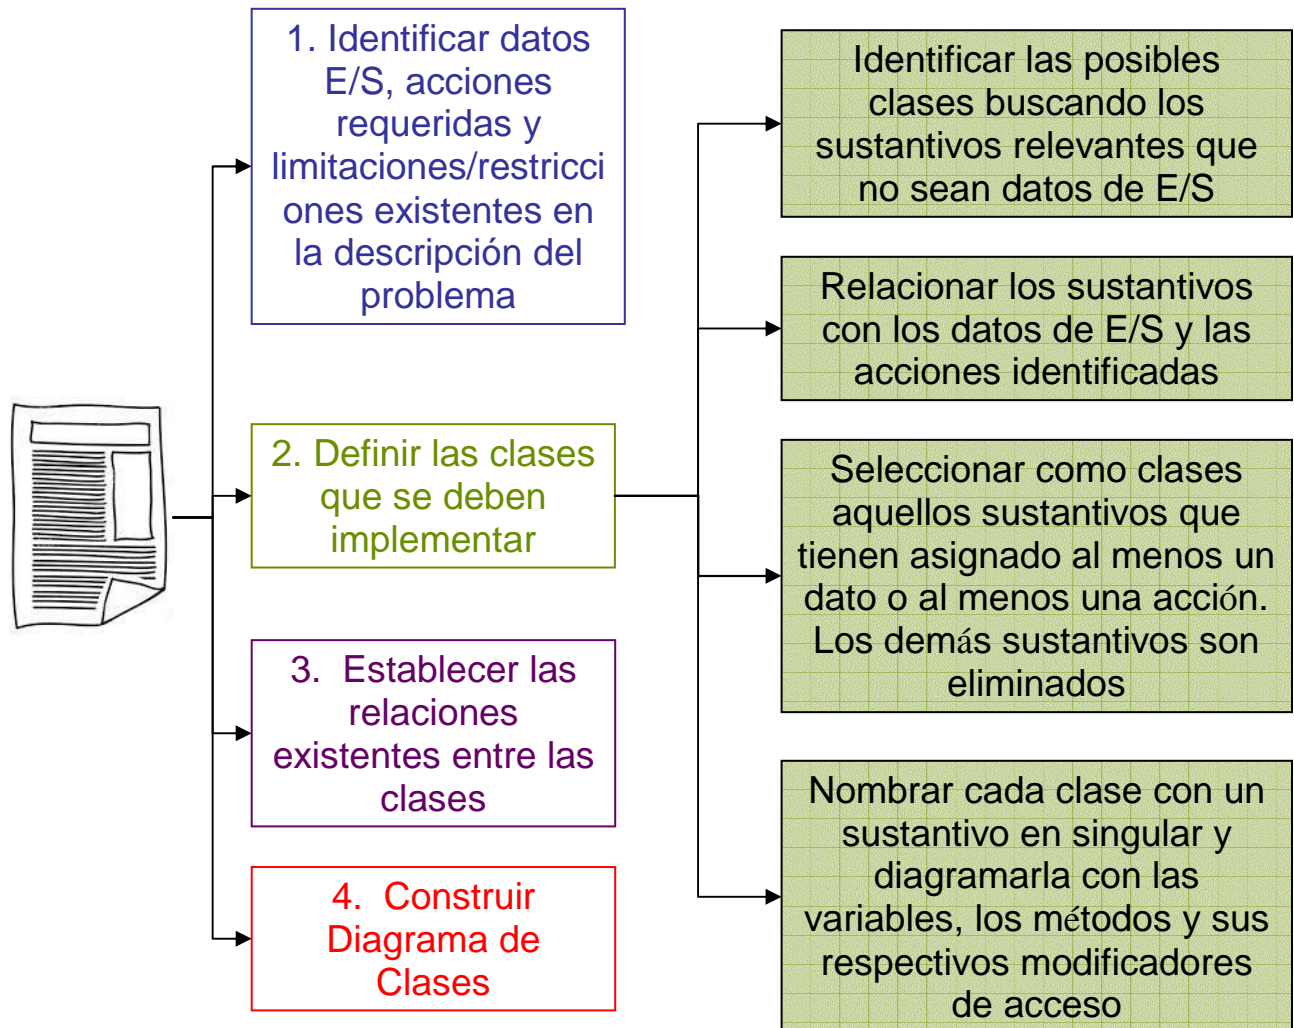 1. Identificar datos
E/S, acciones
requeridas y
limitaciones/restricci
ones existentes en
la descripción del
problema
2. Definir las clases
que se deben
implementar
3.  Establecer las
relaciones
existentes entre las
clases
4.  Construir
Diagrama de
Clases
Identificar las posibles
clases buscando los
sustantivos relevantes que
no sean datos de E/S
Relacionar los sustantivos
con los datos de E/S y las
acciones identificadas
Seleccionar como clases
aquellos sustantivos que
tienen asignado al menos un
dato o al menos una acción.
Los demás sustantivos son
eliminados
Nombrar cada clase con un
sustantivo en singular y
diagramarla con las
variables, los métodos y sus
respectivos modificadores
de acceso